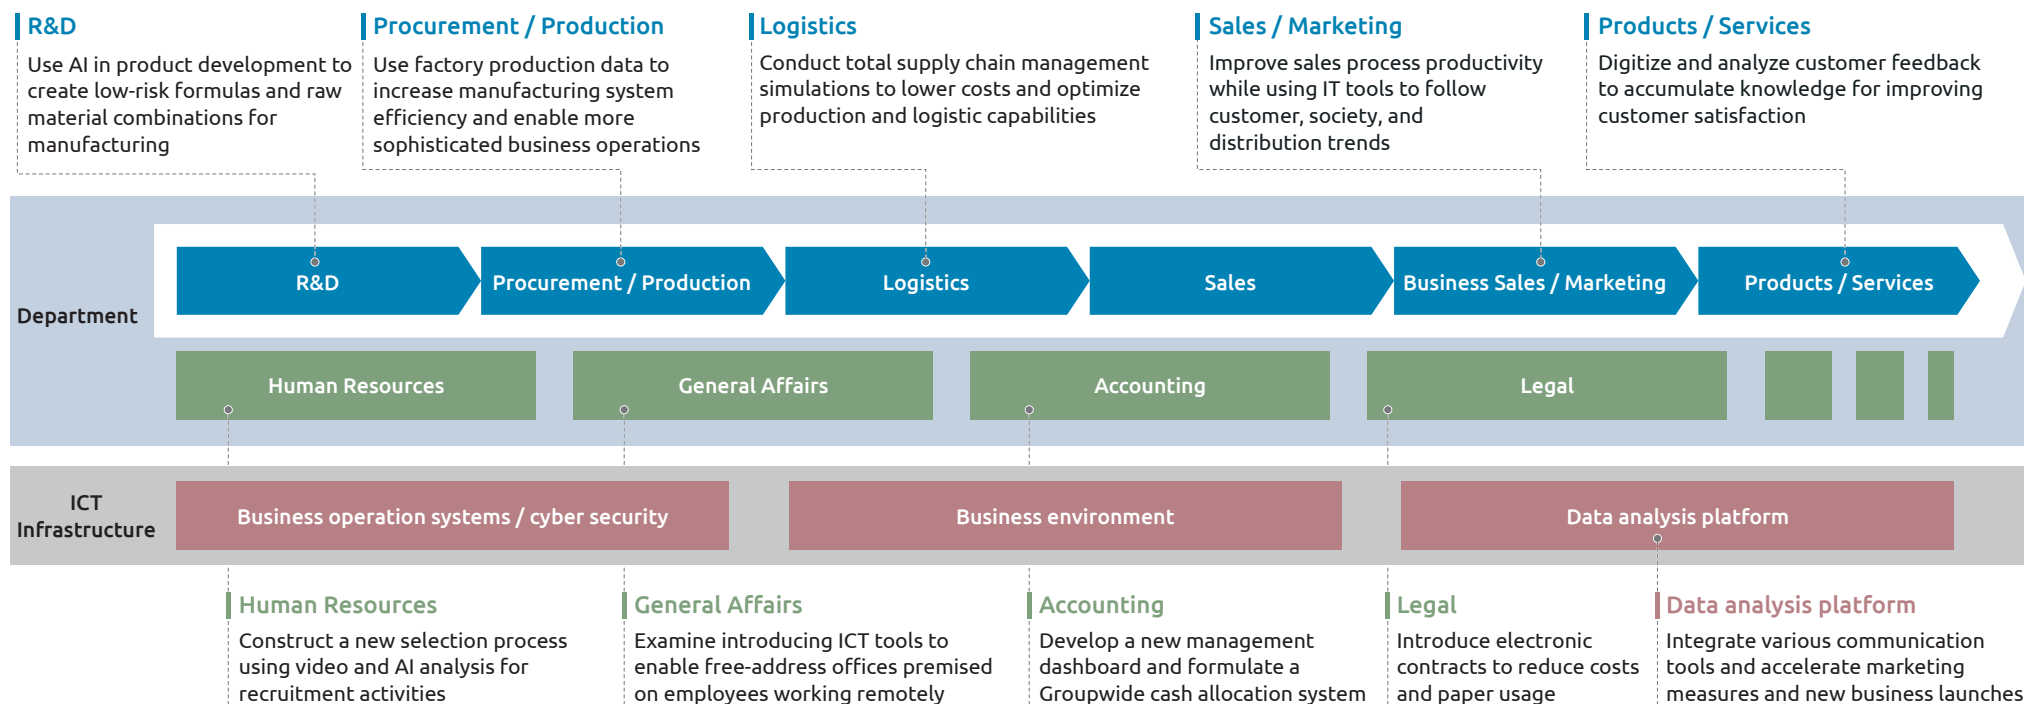 R&D
Use AI in product development to
create low-risk formulas and raw
material combinations for
manufacturing
Procurement / Production
Use factory production data to
increase manufacturing system
efficiency and enable more
sophisticated business operations
Logistics
Conduct total supply chain management
simulations to lower costs and optimize
production and logistic capabilities
Sales / Marketing
Improve sales process productivity
while using IT tools to follow
customer, society, and
distribution trends
Products / Services
Digitize and analyze customer feedback
to accumulate knowledge for improving
customer satisfaction
Department
R&D
Procurement / Production
Logistics
Sales
Business Sales / Marketing
Products / Services
Human Resources
General Affairs
Accounting
Legal
ICT
Infrastructure
Business operation systems / cyber security
Business environment
Data analysis platform
Human Resources
Construct a new selection process
using video and AI analysis for
recruitment activities
General Affairs
Examine introducing ICT tools to
enable free-address offices premised
on employees working remotely
Accounting
Develop a new management
dashboard and formulate a
Groupwide cash allocation system
Legal
Introduce electronic
contracts to reduce costs
and paper usage
Data analysis platform
Integrate various communication
tools and accelerate marketing
measures and new business launches